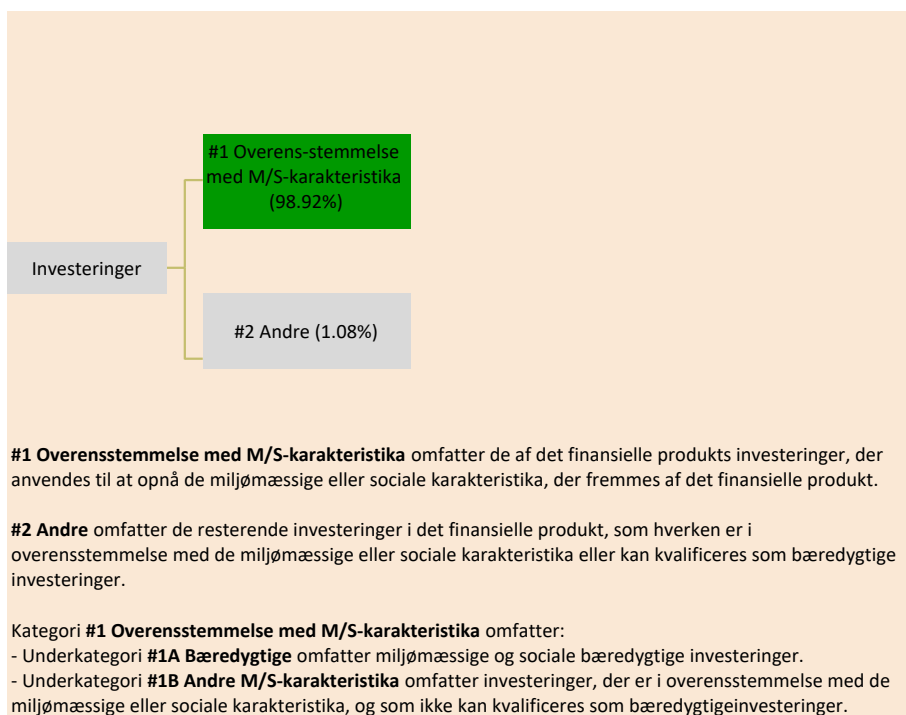 #1 Overens-stemmelse
med M/S-karakteristika
(98.92%)
Investeringer
#2 Andre (1.08%)
#1 Overensstemmelse med M/S-karakteristika omfatter de af det finansielle produkts investeringer, der
anvendes til at opnå de miljømæssige eller sociale karakteristika, der fremmes af det finansielle produkt.
#2 Andre omfatter de resterende investeringer i det finansielle produkt, som hverken er i
overensstemmelse med de miljømæssige eller sociale karakteristika eller kan kvalificeres som bæredygtige
investeringer.
Kategori #1 Overensstemmelse med M/S-karakteristika omfatter:
- Underkategori #1A Bæredygtige omfatter miljømæssige og sociale bæredygtige investeringer.
- Underkategori #1B Andre M/S-karakteristika omfatter investeringer, der er i overensstemmelse med de
miljømæssige eller sociale karakteristika, og som ikke kan kvalificeres som bæredygtigeinvesteringer.